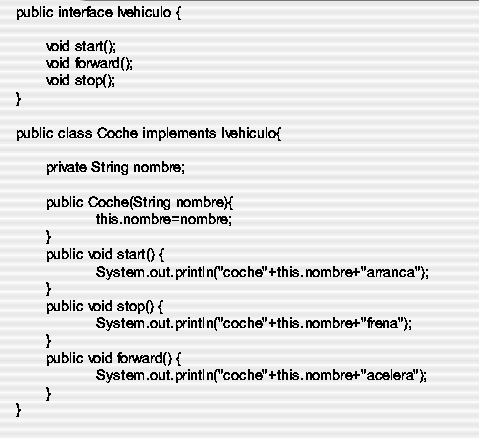 public interface Ivehiculo {
void start();
void forward();
void stop();
}
public class Coche implements Ivehiculo{
private String nombre;
public Coche(String nombre){
this.nombre=nombre;
}
public void start() {
System.out.println("coche"+this.nombre+"arranca");
}
public void stop() {
System.out.println("coche"+this.nombre+"frena");
}
public void forward() {
System.out.println("coche"+this.nombre+"acelera");
}
}